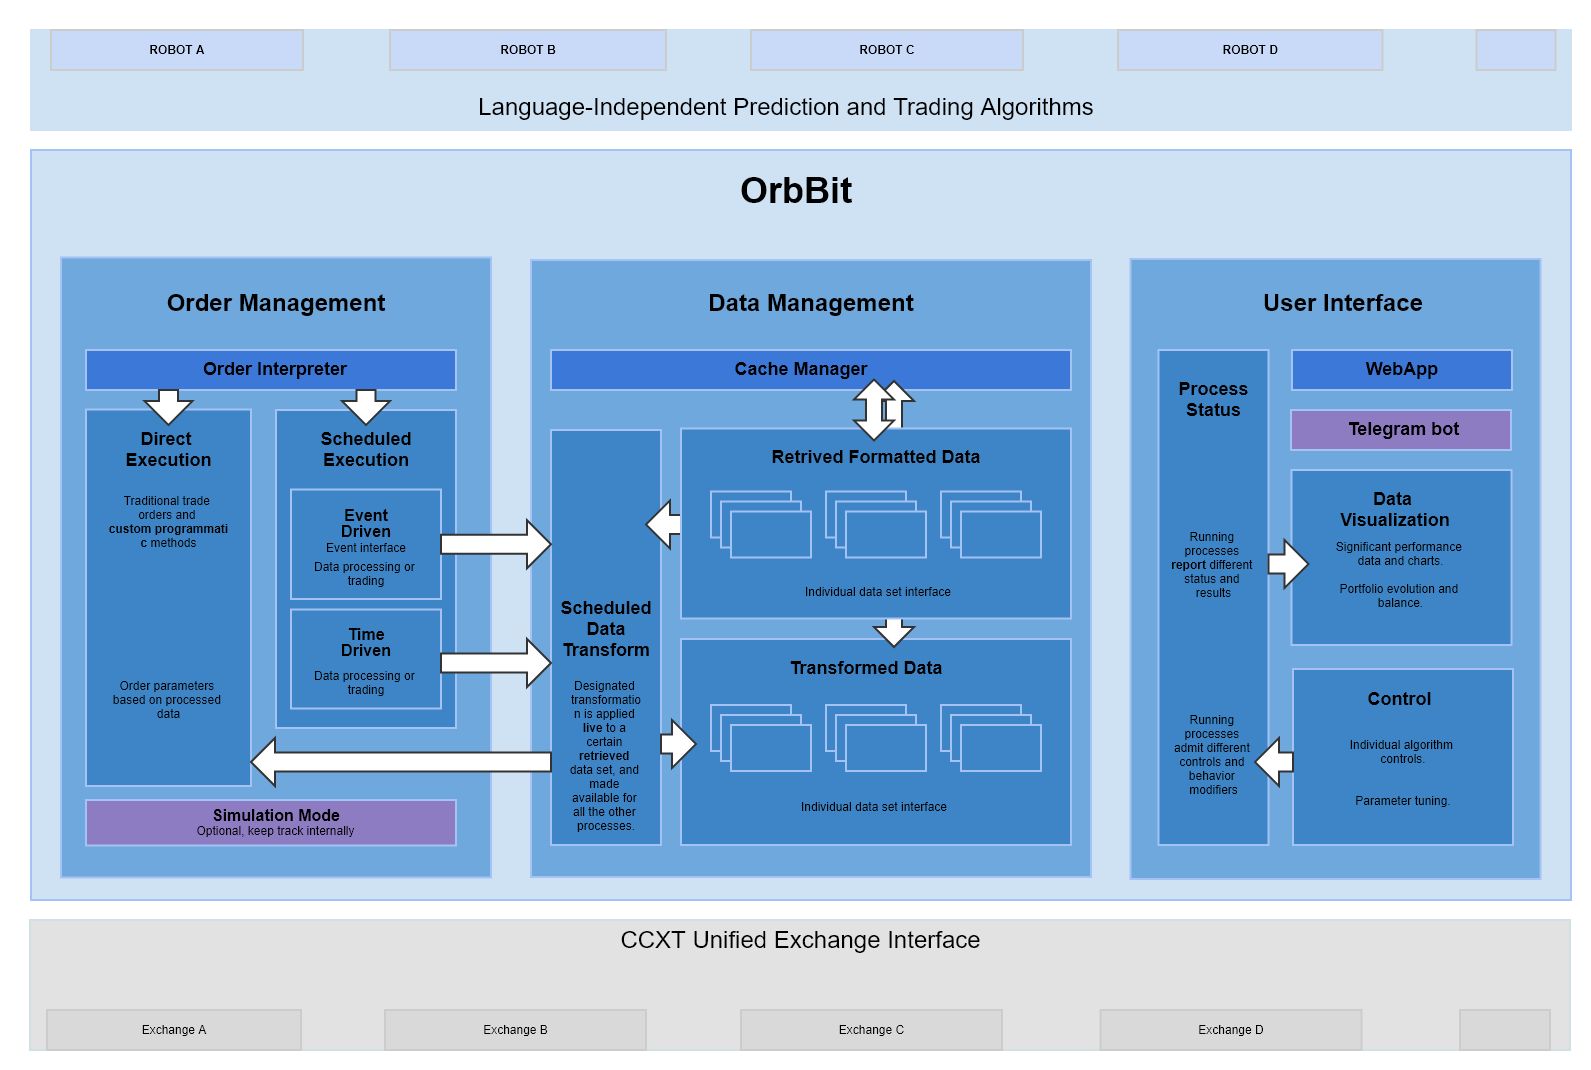 ROBOT A
ROBOT B
ROBOT C
ROBOT D
Language-Independent Prediction and Trading Algorithms
OrbBit
Order Management
Order Interpreter
Direct
Execution
Traditional trade
orders and
custom programmati
c methods
Order parameters
based on processed
data
Scheduled
Execution
Event
Driven
Event interface
Data processing or
trading
Time
Driven
Data processing or
trading
Simulation Mode
Optional, keep track internally
Data Management
Cache Manager
Scheduled
Data
Transform
Designated
transformatio
n is applied
live to a
certain
retrieved
data set, and
made
available for
all the other
processes.
Retrived Formatted Data
Individual data set interface
Transformed Data
Individual data set interface
User Interface
Process
Status
Running
processes
report different
status and
results
Running
processes
admit different
controls and
behavior
modifiers
WebApp
Telegram bot
Data
Visualization
Significant performance
data and charts.
Portfolio evolution and
balance.
Control
Individual algorithm
controls.
Parameter tuning.
CCXT Unified Exchange Interface
Exchange A
Exchange B
Exchange C
Exchange D